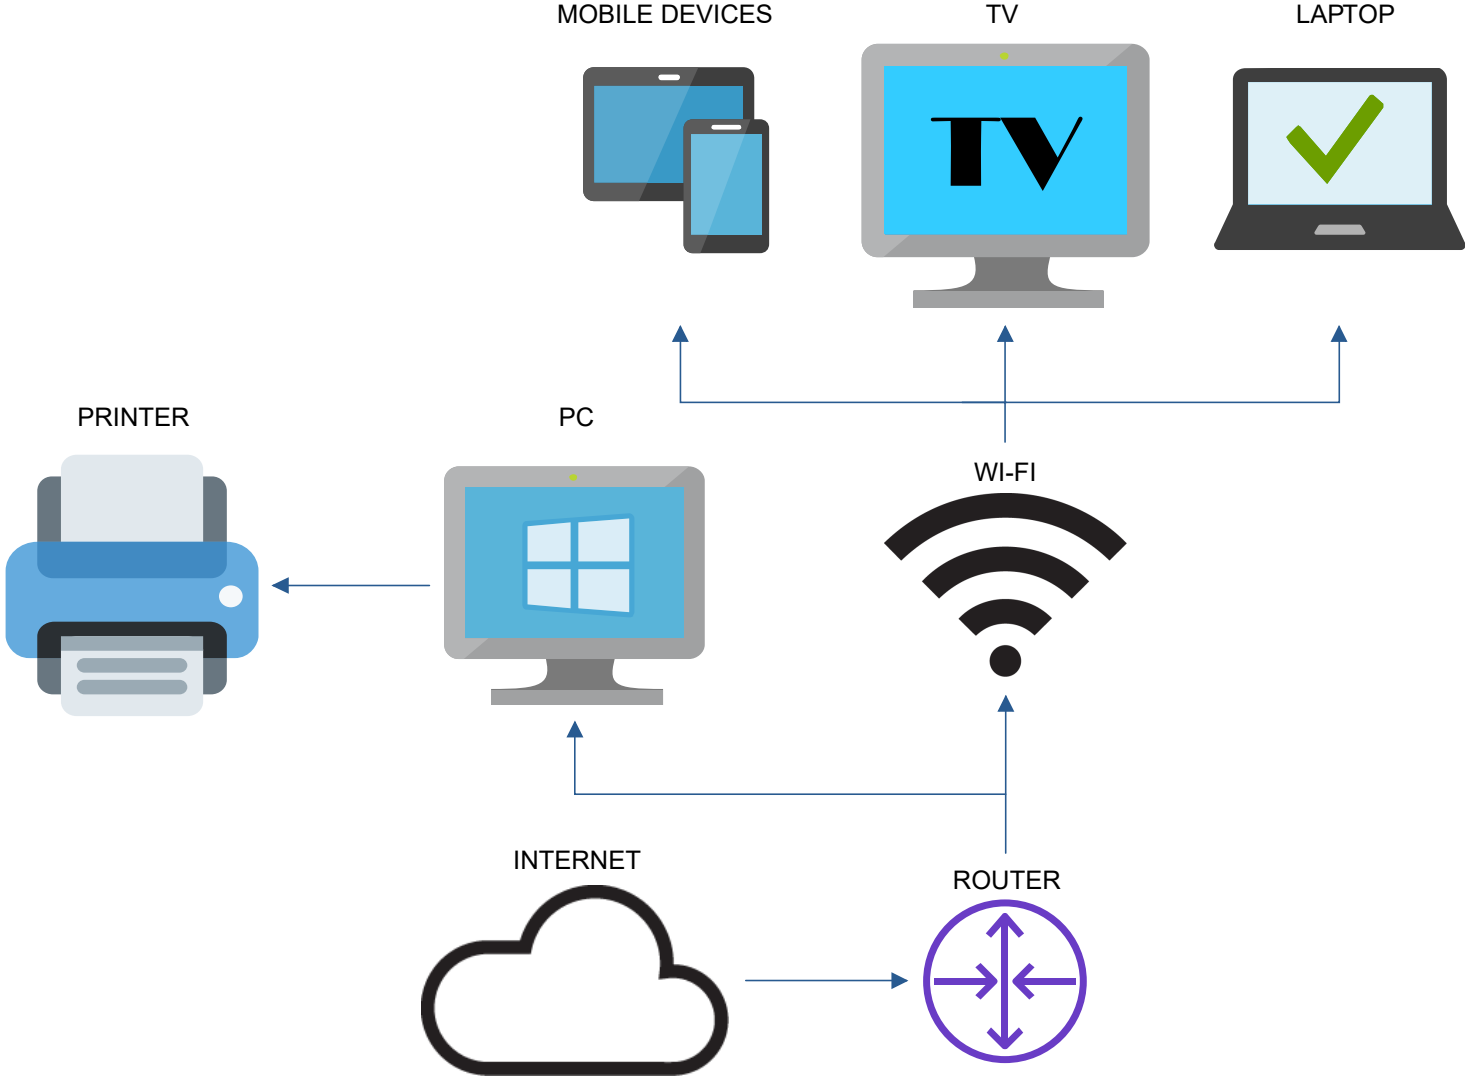 MOBILE DEVICES
TV
LAPTOP
TV
PRINTER
PC
WI-FI
INTERNET
ROUTER